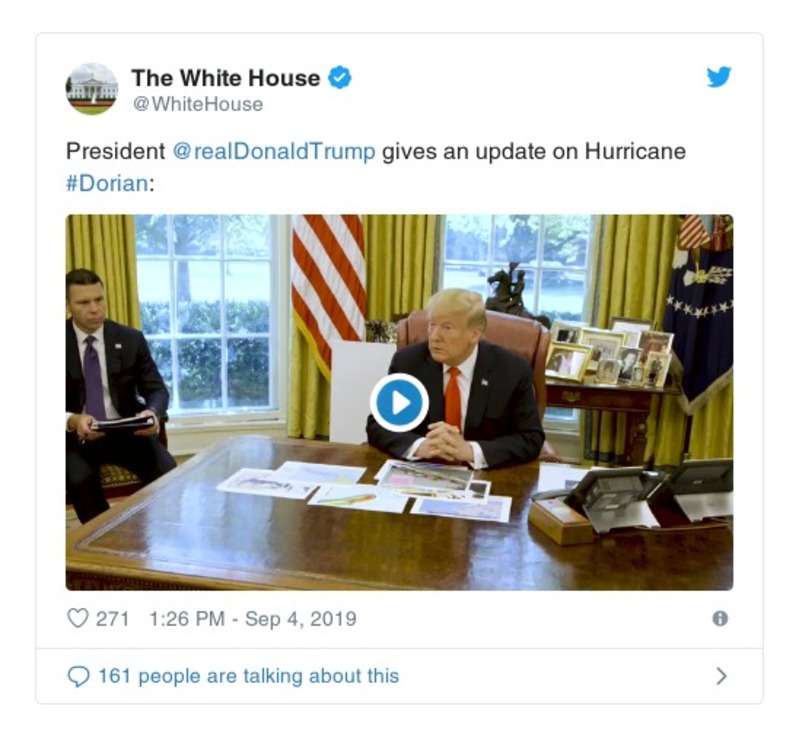 The White House
@WhiteHouse
President @realDonaldTrump gives an update on Hurricane
#Dorian:
271 1:26 PM - Sep 4, 2019
161 people are talking about this